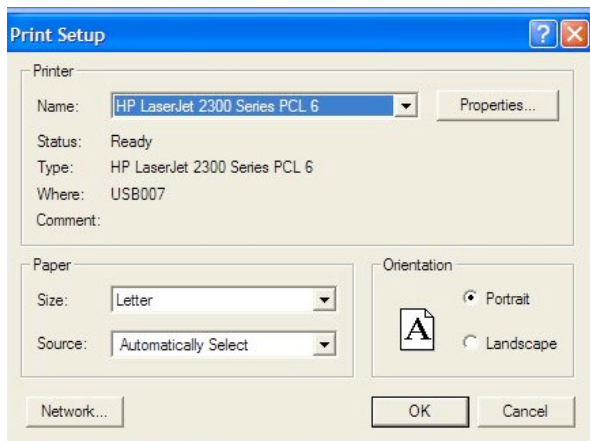 Print Setup
Printer
Name: HP LaserJet 2300 Series PCL 6 Properties...
Status: Ready
Type: HP LaserJet 2300 Series PCL 6
Where: USB007
Comment:
Paper
Size: Letter
Source: Automatically Select
Orientation
A
Portrait
Landscape
Network... OK Cancel